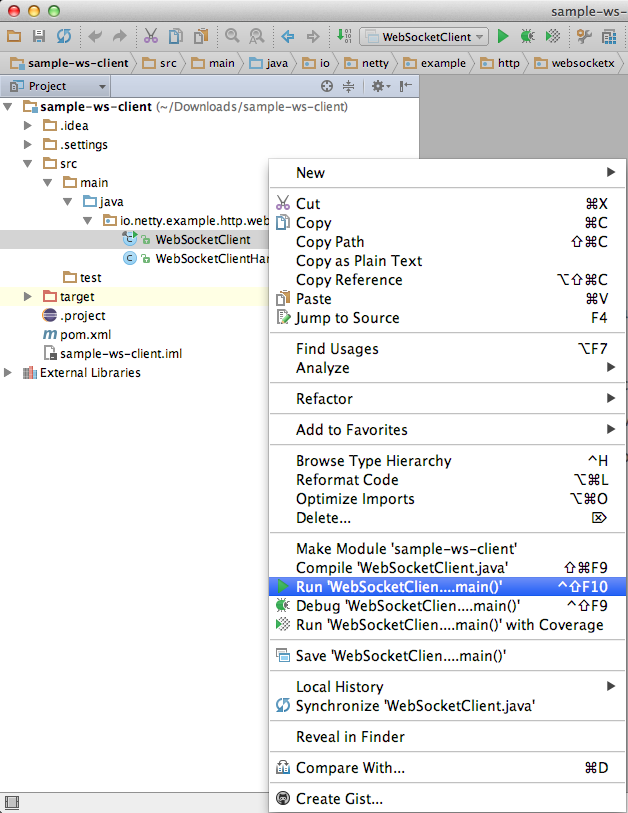 sample-ws-
WebSocketClient
sample-ws-client src main java io netty example http websocketx
Project
sample-ws-client (~/Downloads/sample-ws-client)
.idea
.settings
src
main
java
io.netty.example.http.web
WebSocketClient
WebSocketClientHan
test
target
.project
pom.xml
sample-ws-client.iml
External Libraries
New
Cut ⌘X
Copy ⌘C
Copy Path ⇧⌘C
Copy as Plain Text
Copy Reference ⌥⇧⌘C
Paste ⌘V
Jump to Source F4
Find Usages ⌥F7
Analyze
Refactor
Add to Favorites
Browse Type Hierarchy ^H
Reformat Code ⌥⌘L
Optimize Imports ⌥⌘O
Delete... ⌦
Make Module 'sample-ws-client'
Compile 'WebSocketClient.java' ⇧⌘F9
Run 'WebSocketClien....main()' ^⇧F10
Debug 'WebSocketClien....main()' ^⇧F9
Run 'WebSocketClien....main()' with Coverage
Save 'WebSocketClien....main()'
Local History
Synchronize 'WebSocketClient.java'
Reveal in Finder
Compare With... ⌘D
Create Gist...